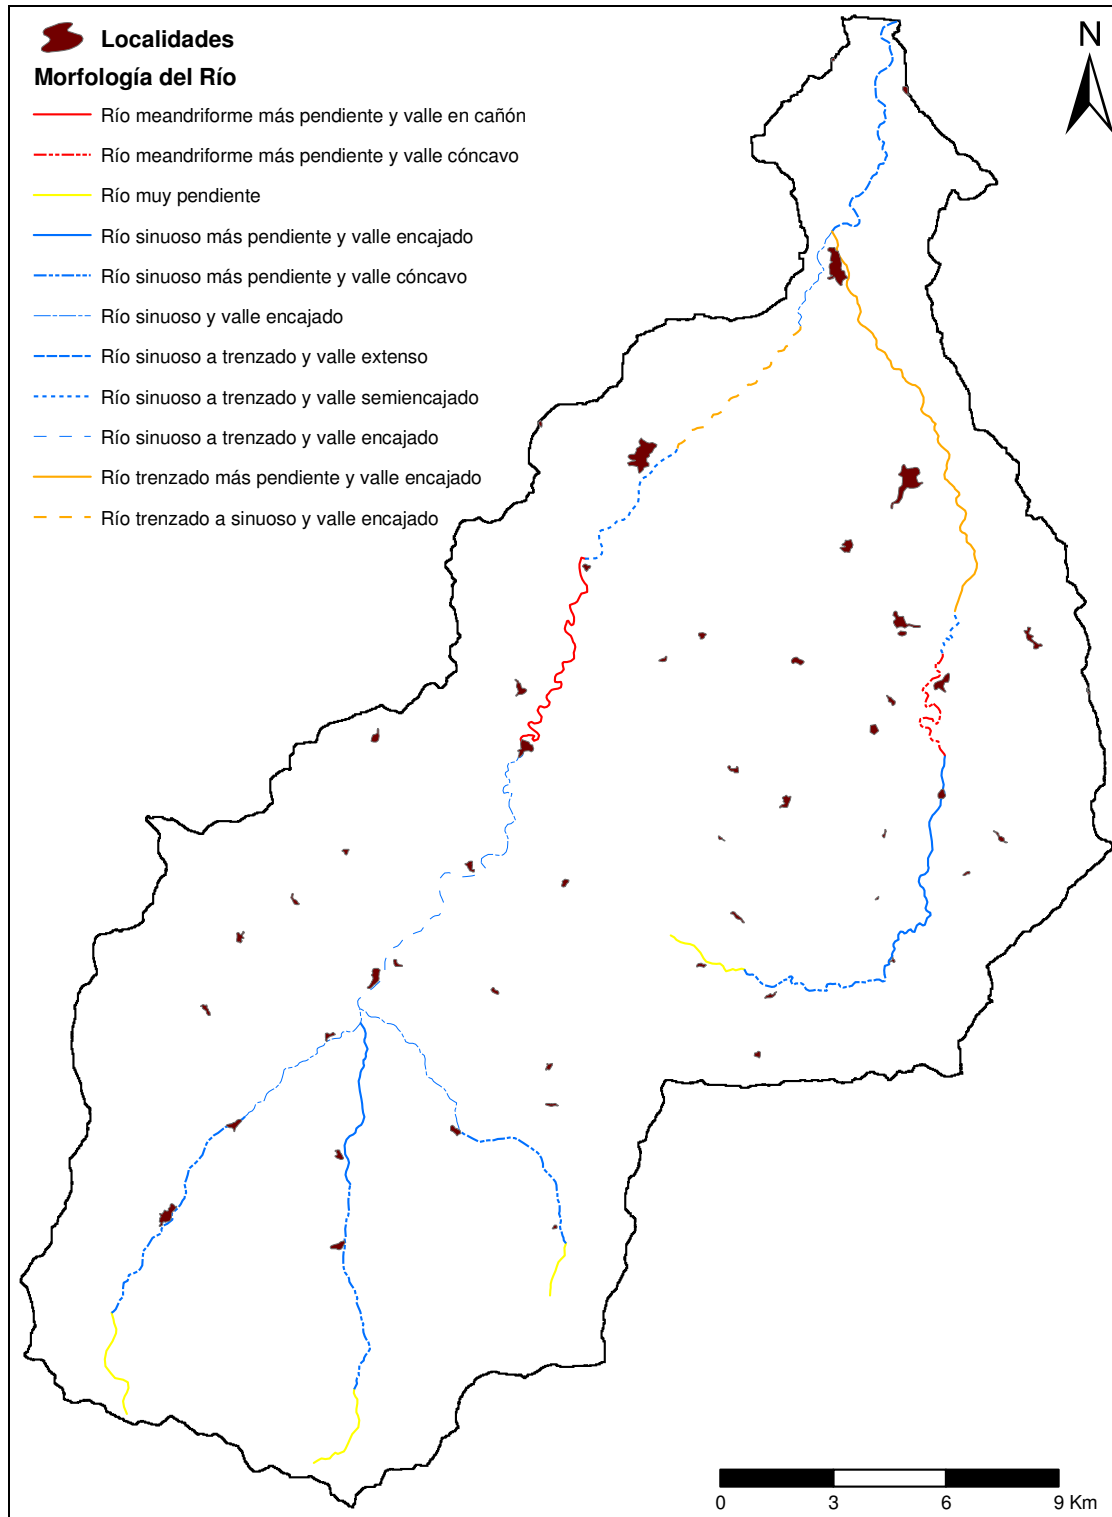 Localidades
Morfología del Río
Río meandriforme más pendiente y valle en cañón
Río meandriforme más pendiente y valle cóncavo
Río muy pendiente
Río sinuoso más pendiente y valle encajado
Río sinuoso más pendiente y valle cóncavo
Río sinuoso y valle encajado
Río sinuoso a trenzado y valle extenso
Río sinuoso a trenzado y valle semiencajado
Río sinuoso a trenzado y valle encajado
Río trenzado más pendiente y valle encajado
Río trenzado a sinuoso y valle encajado
N
0 3 6 9 Km